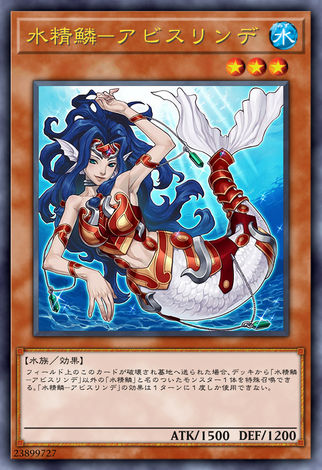 水精鱗－アビスリンデ
水
【水族／効果】
フィールド上のこのカードが破壊され墓地へ送られた場合、デッキから「水精鱗
－アビスリンデ」以外の「水精鱗」と名のついたモンスター１体を特殊召喚でき
る。「水精鱗－アビスリンデ」の効果は１ターンに１度しか使用できない。
ATK/1500 DEF/1200
23899727